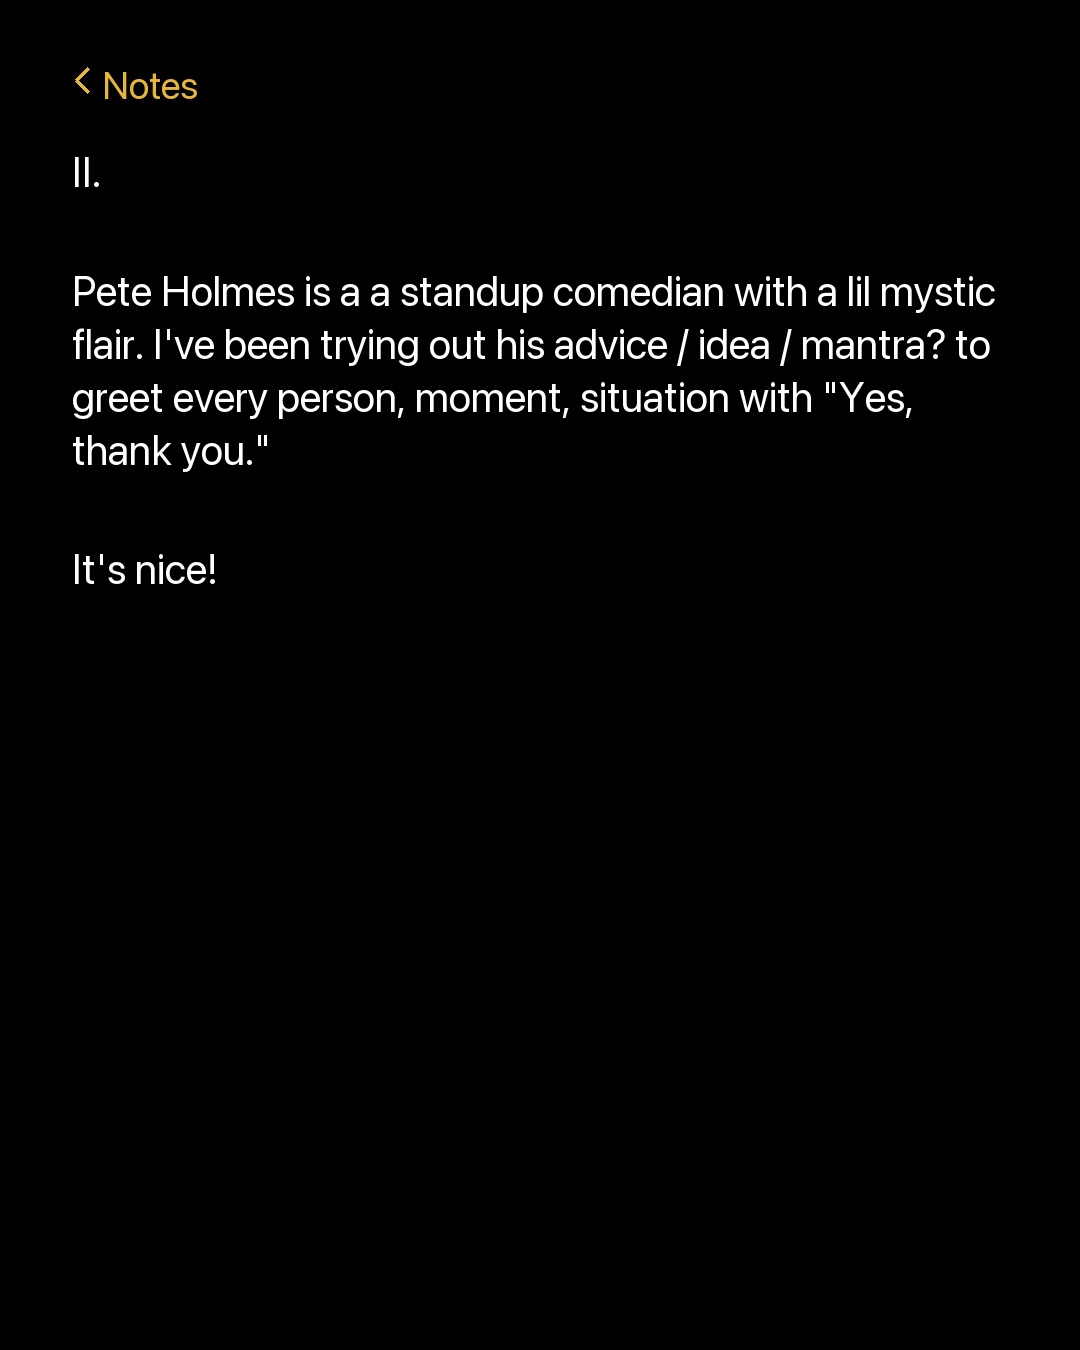 Notes
II.
Pete Holmes is a a standup comedian with a lil mystic
flair. I've been trying out his advice / idea / mantra? to
greet every person, moment, situation with "Yes,
thank you."
It's nice!